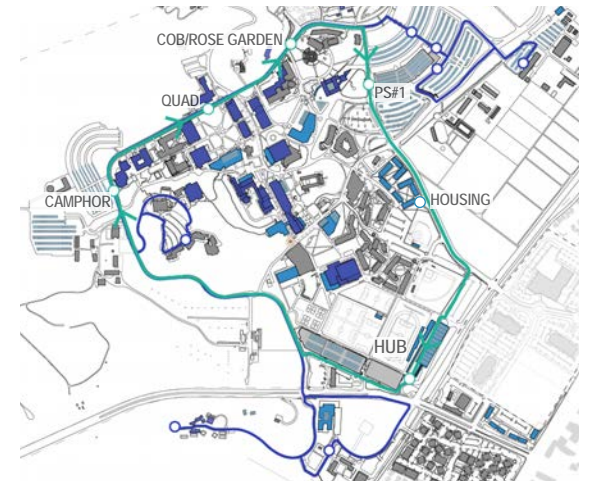 COB/ROSE GARDEN
PS#1
QUAD
CAMPHOR
HOUSING
HUB